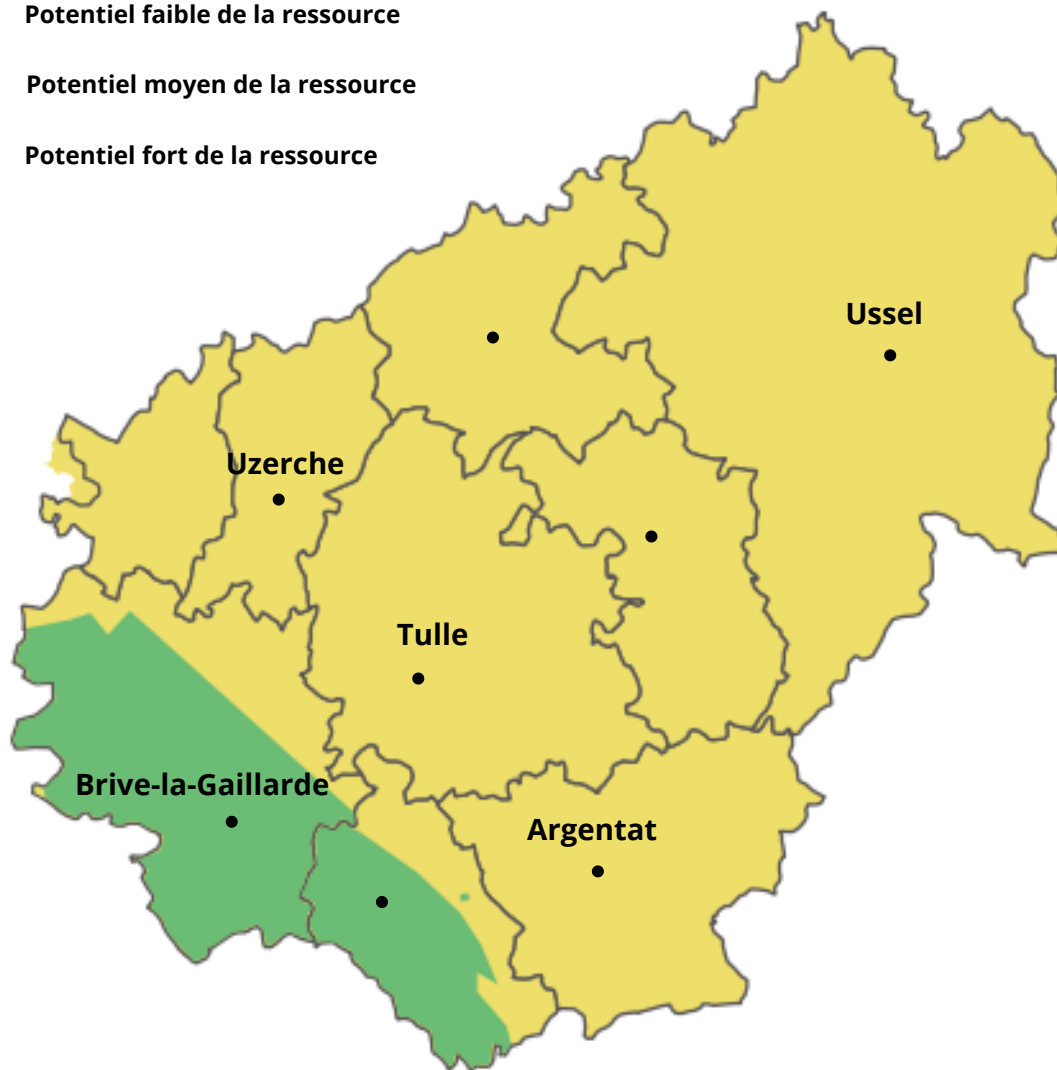 Potentiel faible de la ressource
Potentiel moyen de la ressource
Potentiel fort de la ressource
Ussel
Uzerche
Tulle
Brive-la-Gaillarde
Argentat